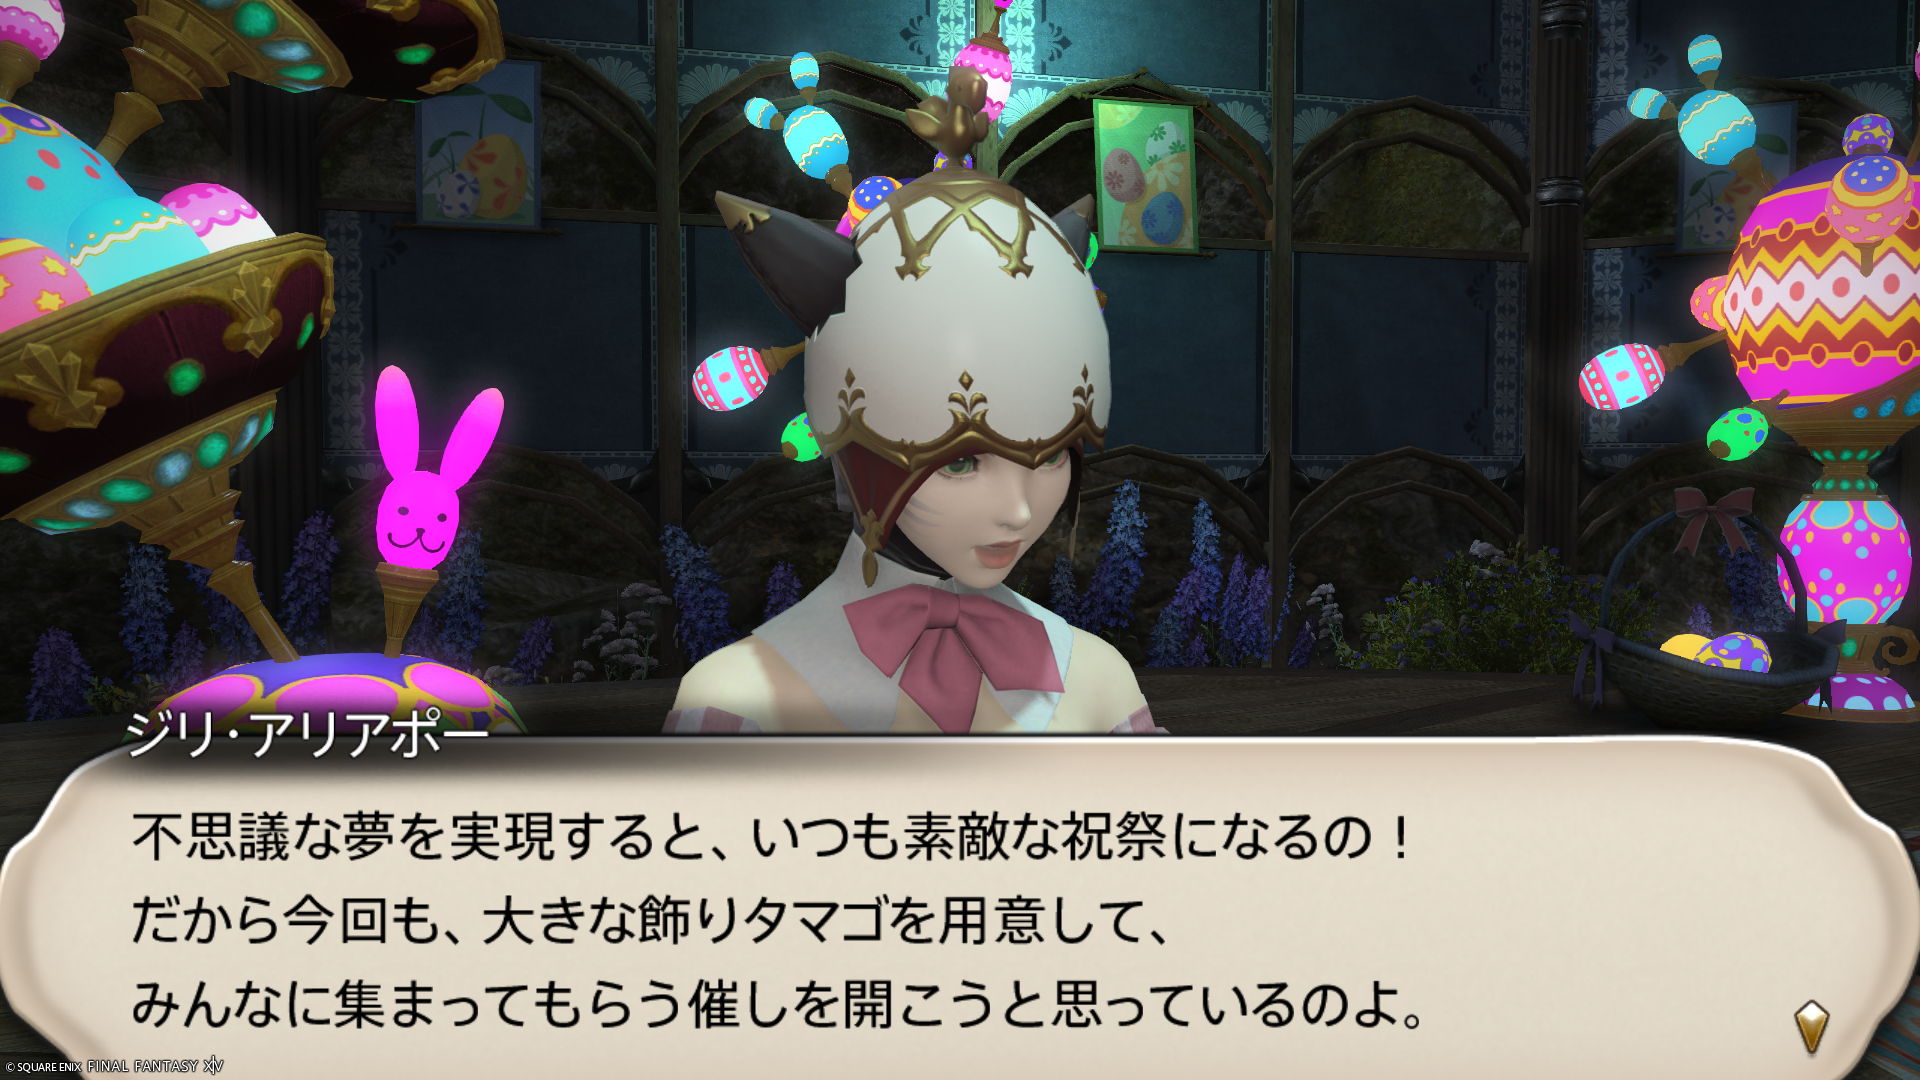 ジリ・アリアポー
不思議な夢を実現すると、いつも素敵な祝祭になるの！
だから今回も、大きな飾りタマゴを用意して、
みんなに集まってもらう催しを開こうと思っているのよ。
© SQUARE ENIX FINAL FANTASY XIV